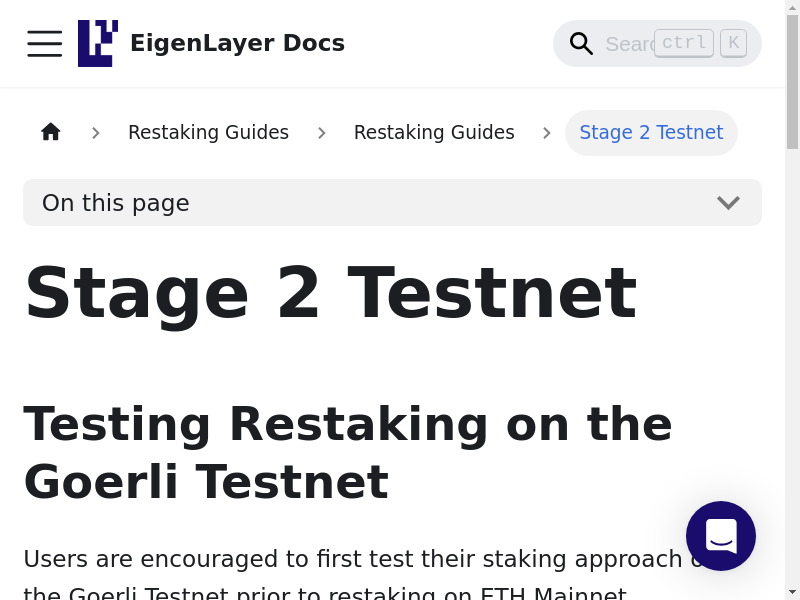 EigenLayer Docs
Sear ctrl K
Restaking Guides Restaking Guides Stage 2 Testnet
On this page
Stage 2 Testnet
Testing Restaking on the
Goerli Testnet
Users are encouraged to first test their staking approach
the Goerli Testnet prior to restaking on ETH Mainnet.